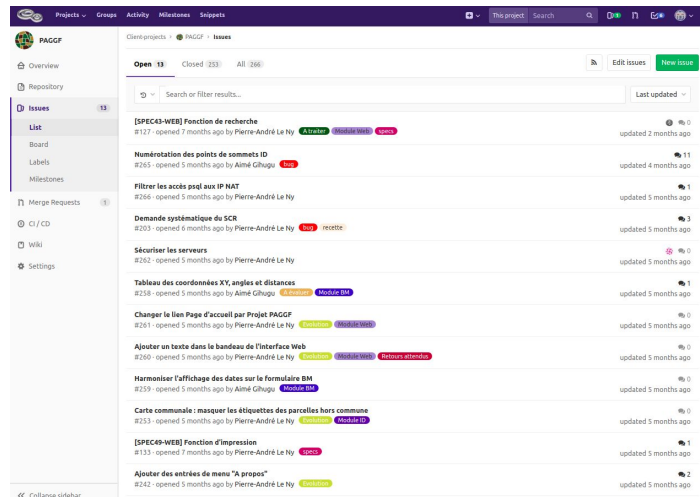 Projects Groups Activity Milestones Snippets This project Search
PAGGF
Client-projects > PAGGF > Issues
Overview
Repository
Issues 13
List
Board
Labels
Milestones
Merge Requests 1
CI / CD
Wiki
Settings
Collapse sidebar
Open 13 Closed 253 All 266 Edit issues New issue
Search or filter results... Last updated
[SPEC43-WEB] Fonction de recherche 0
#127 · opened 7 months ago by Pierre-André Le Ny A traiter Module Web specs updated 2 months ago
Numérotation des points de sommets ID 11
#265 · opened 5 months ago by Aimé Gihugu bug updated 4 months ago
Filtrer les accès psql aux IP NAT 1
#266 · opened 5 months ago by Pierre-André Le Ny updated 5 months ago
Demande systématique du SCR 3
#203 · opened 6 months ago by Pierre-André Le Ny bug recette updated 5 months ago
Sécuriser les serveurs 0
#262 · opened 5 months ago by Pierre-André Le Ny updated 5 months ago
Tableau des coordonnées XY, angles et distances 1
#258 · opened 5 months ago by Aimé Gihugu A évaluer Module BM updated 5 months ago
Changer le lien Page d'accueil par Projet PAGGF 0
#261 · opened 5 months ago by Pierre-André Le Ny Evolution Module Web updated 5 months ago
Ajouter un texte dans le bandeau de l'interface Web 0
#260 · opened 5 months ago by Pierre-André Le Ny Evolution Module Web Retours attendus updated 5 months ago
Harmoniser l'affichage des dates sur le formulaire BM 0
#259 · opened 5 months ago by Aimé Gihugu Module BM updated 5 months ago
Carte communale : masquer les étiquettes des parcelles hors commune 0
#253 · opened 5 months ago by Pierre-André Le Ny Evolution Module ID updated 5 months ago
[SPEC49-WEB] Fonction d'impression 1
#133 · opened 7 months ago by Pierre-André Le Ny specs updated 5 months ago
Ajouter des entrées de menu "A propos" 2
#242 · opened 5 months ago by Pierre-André Le Ny Evolution updated 5 months ago